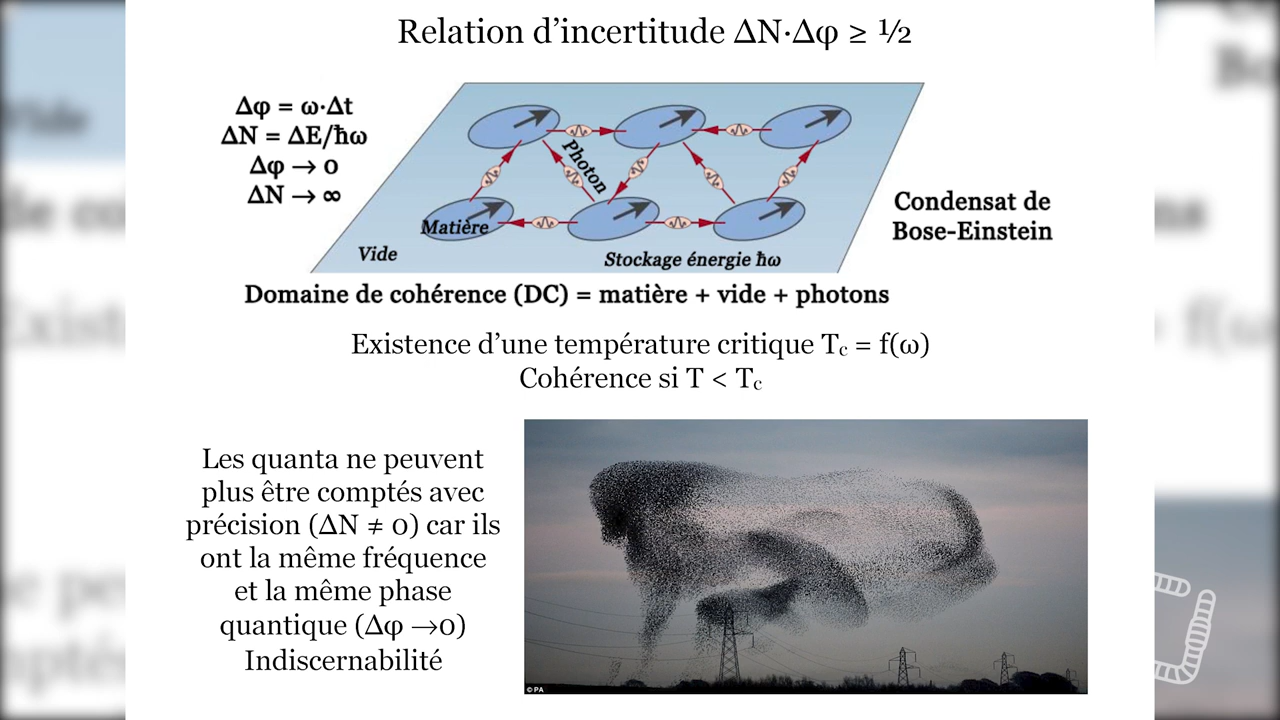 Relation d’incertitude ΔN·Δφ ≥ ½
Δφ = ω·Δt
ΔN = ΔE/ħω
Δφ → 0
ΔN → ∞
Photon
Matière
Vide
Stockage énergie ħω
Condensat de
Bose-Einstein
Domaine de cohérence (DC) = matière + vide + photons
Existence d’une température critique Tc = f(ω)
Cohérence si T < Tc
Les quanta ne peuvent
plus être comptés avec
précision (ΔN ≠ 0) car ils
ont la même fréquence
et la même phase
quantique (Δφ →0)
Indiscernabilité
© PA